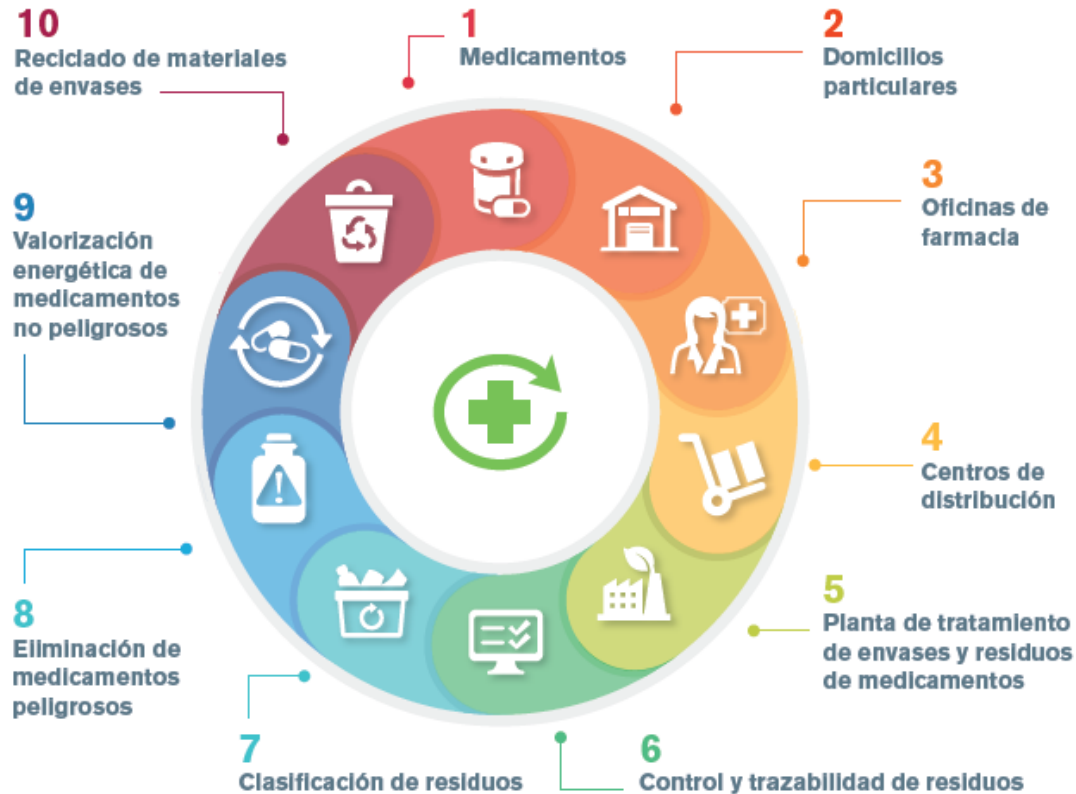 1
Medicamentos
2
Domicilios
particulares
3
Oficinas de
farmacia
4
Centros de
distribución
5
Planta de tratamiento
de envases y residuos
de medicamentos
6
Control y trazabilidad de residuos
7
Clasificación de residuos
8
Eliminación de
medicamentos
peligrosos
9
Valorización
energética de
medicamentos
no peligrosos
10
Reciclado de materiales
de envases